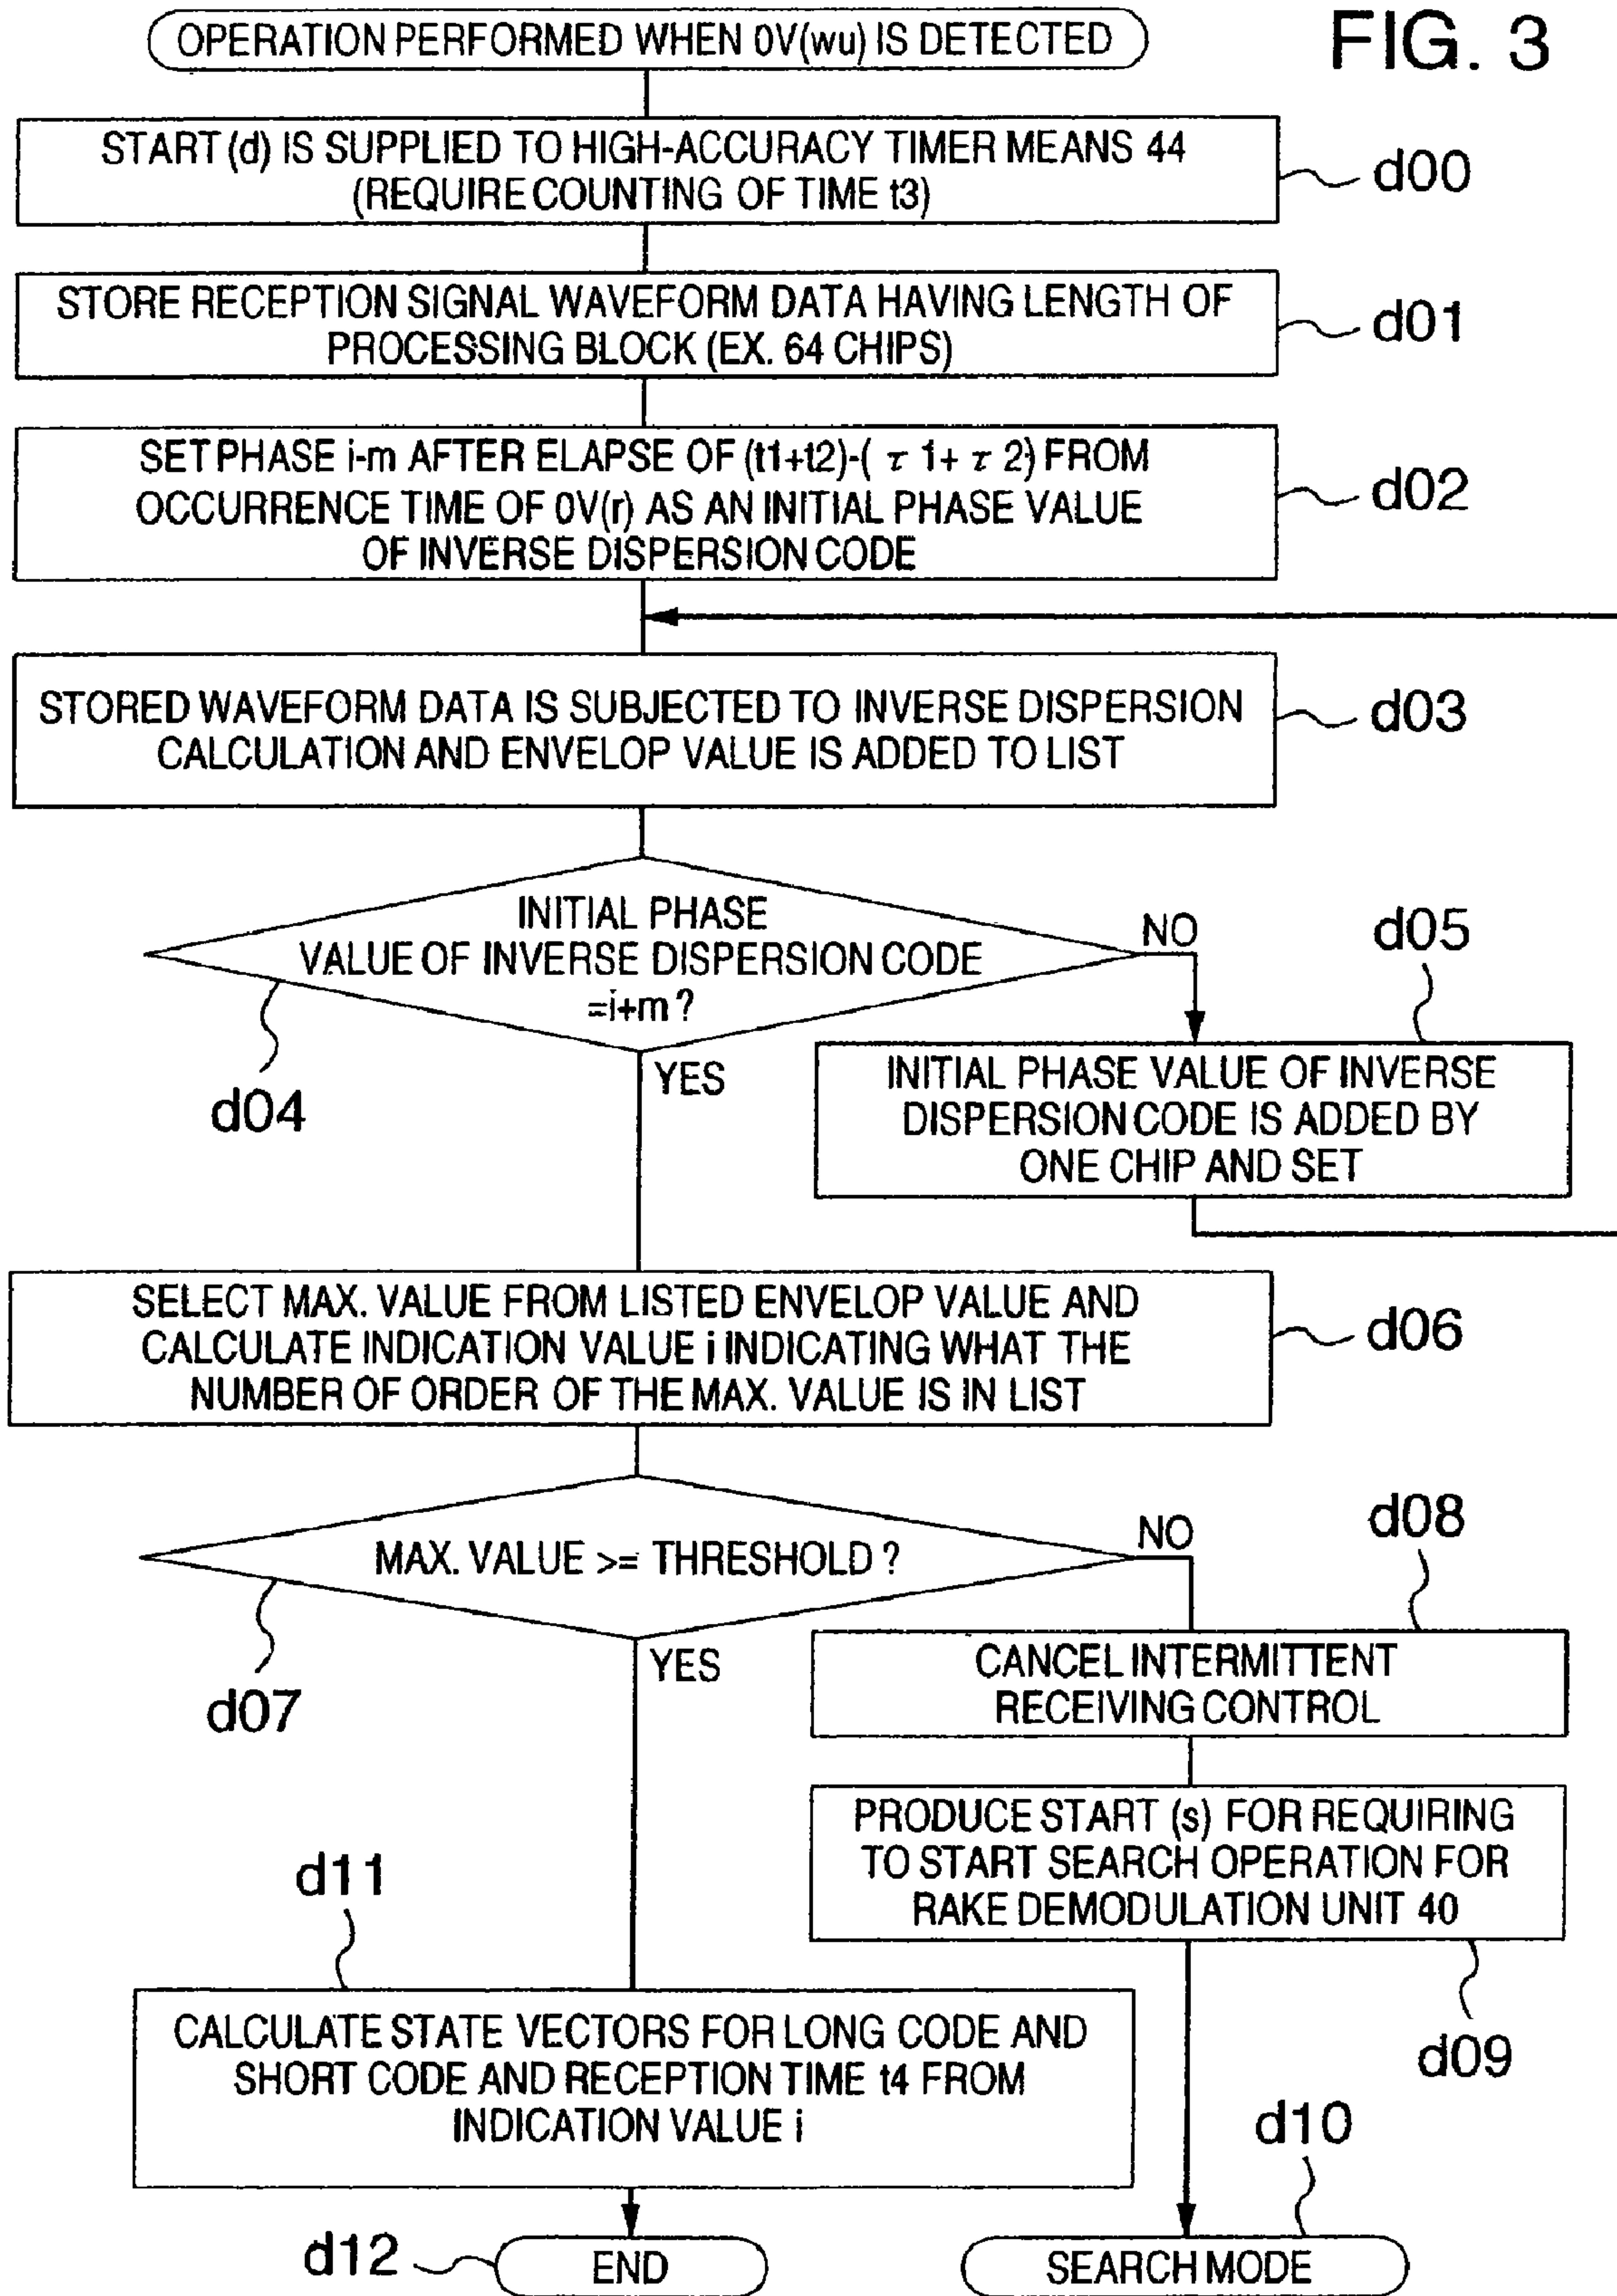 FIG. 3
OPERATION PERFORMED WHEN 0V(wu) IS DETECTED
START (d) IS SUPPLIED TO HIGH-ACCURACY TIMER MEANS 44
(REQUIRE COUNTING OF TIME t3)
d00
STORE RECEPTION SIGNAL WAVEFORM DATA HAVING LENGTH OF
PROCESSING BLOCK (EX. 64 CHIPS)
d01
SET PHASE i-m AFTER ELAPSE OF (t1+t2)-( τ 1+ τ 2) FROM
OCCURRENCE TIME OF 0V(r) AS AN INITIAL PHASE VALUE
OF INVERSE DISPERSION CODE
d02
STORED WAVEFORM DATA IS SUBJECTED TO INVERSE DISPERSION
CALCULATION AND ENVELOP VALUE IS ADDED TO LIST
d03
INITIAL PHASE
VALUE OF INVERSE DISPERSION CODE
=i+m ?
NO
YES
d04
d05
INITIAL PHASE VALUE OF INVERSE
DISPERSION CODE IS ADDED BY
ONE CHIP AND SET
SELECT MAX. VALUE FROM LISTED ENVELOP VALUE AND
CALCULATE INDICATION VALUE i INDICATING WHAT THE
NUMBER OF ORDER OF THE MAX. VALUE IS IN LIST
d06
MAX. VALUE >= THRESHOLD ?
NO
YES
d07
d08
CANCEL INTERMITTENT
RECEIVING CONTROL
PRODUCE START (s) FOR REQUIRING
TO START SEARCH OPERATION FOR
RAKE DEMODULATION UNIT 40
d09
d11
CALCULATE STATE VECTORS FOR LONG CODE AND
SHORT CODE AND RECEPTION TIME t4 FROM
INDICATION VALUE i
d10
d12
END
SEARCH MODE